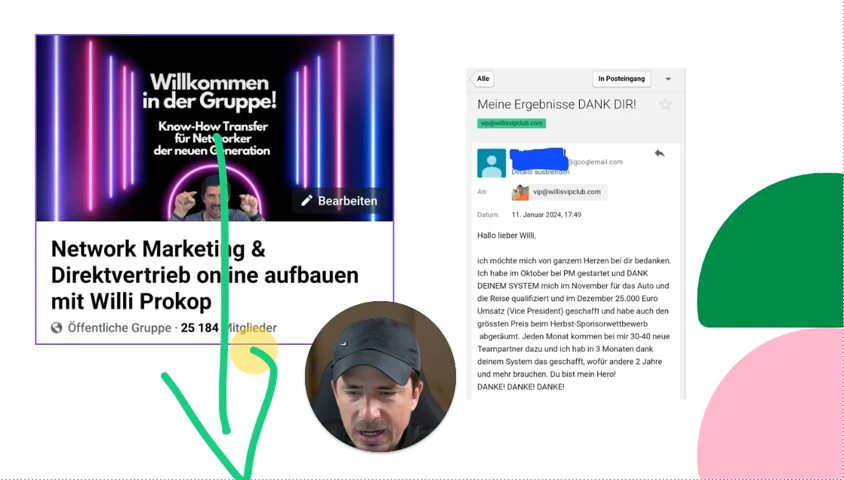 Willkommen
in der Gruppe!
Know-How Transfer
für Networker
der neuen Generation
Bearbeiten
Network Marketing &
Direktvertrieb online aufbauen
mit Willi Prokop
Öffentliche Gruppe · 25 184 Mitglieder
Alle
In Posteingang
Meine Ergebnisse DANK DIR!
vip@willisvipclub.com
@googlemail.com
Details ausblenden
An: vip@willisvipclub.com
Datum: 11. Januar 2024, 17:49
Hallo lieber Willi,
ich möchte mich von ganzem Herzen bei dir bedanken.
Ich habe im Oktober bei PM gestartet und DANK
DEINEM SYSTEM mich im November für das Auto und
die Reise qualifiziert und im Dezember 25.000 Euro
Umsatz (Vice President) geschafft und habe auch den
grössten Preis beim Herbst-Sponsorwettbewerb
abgeräumt. Jeden Monat kommen bei mir 30-40 neue
Teampartner dazu und ich hab in 3 Monaten dank
deinem System das geschafft, wofür andere 2 Jahre
und mehr brauchen. Du bist mein Hero!
DANKE! DANKE! DANKE!